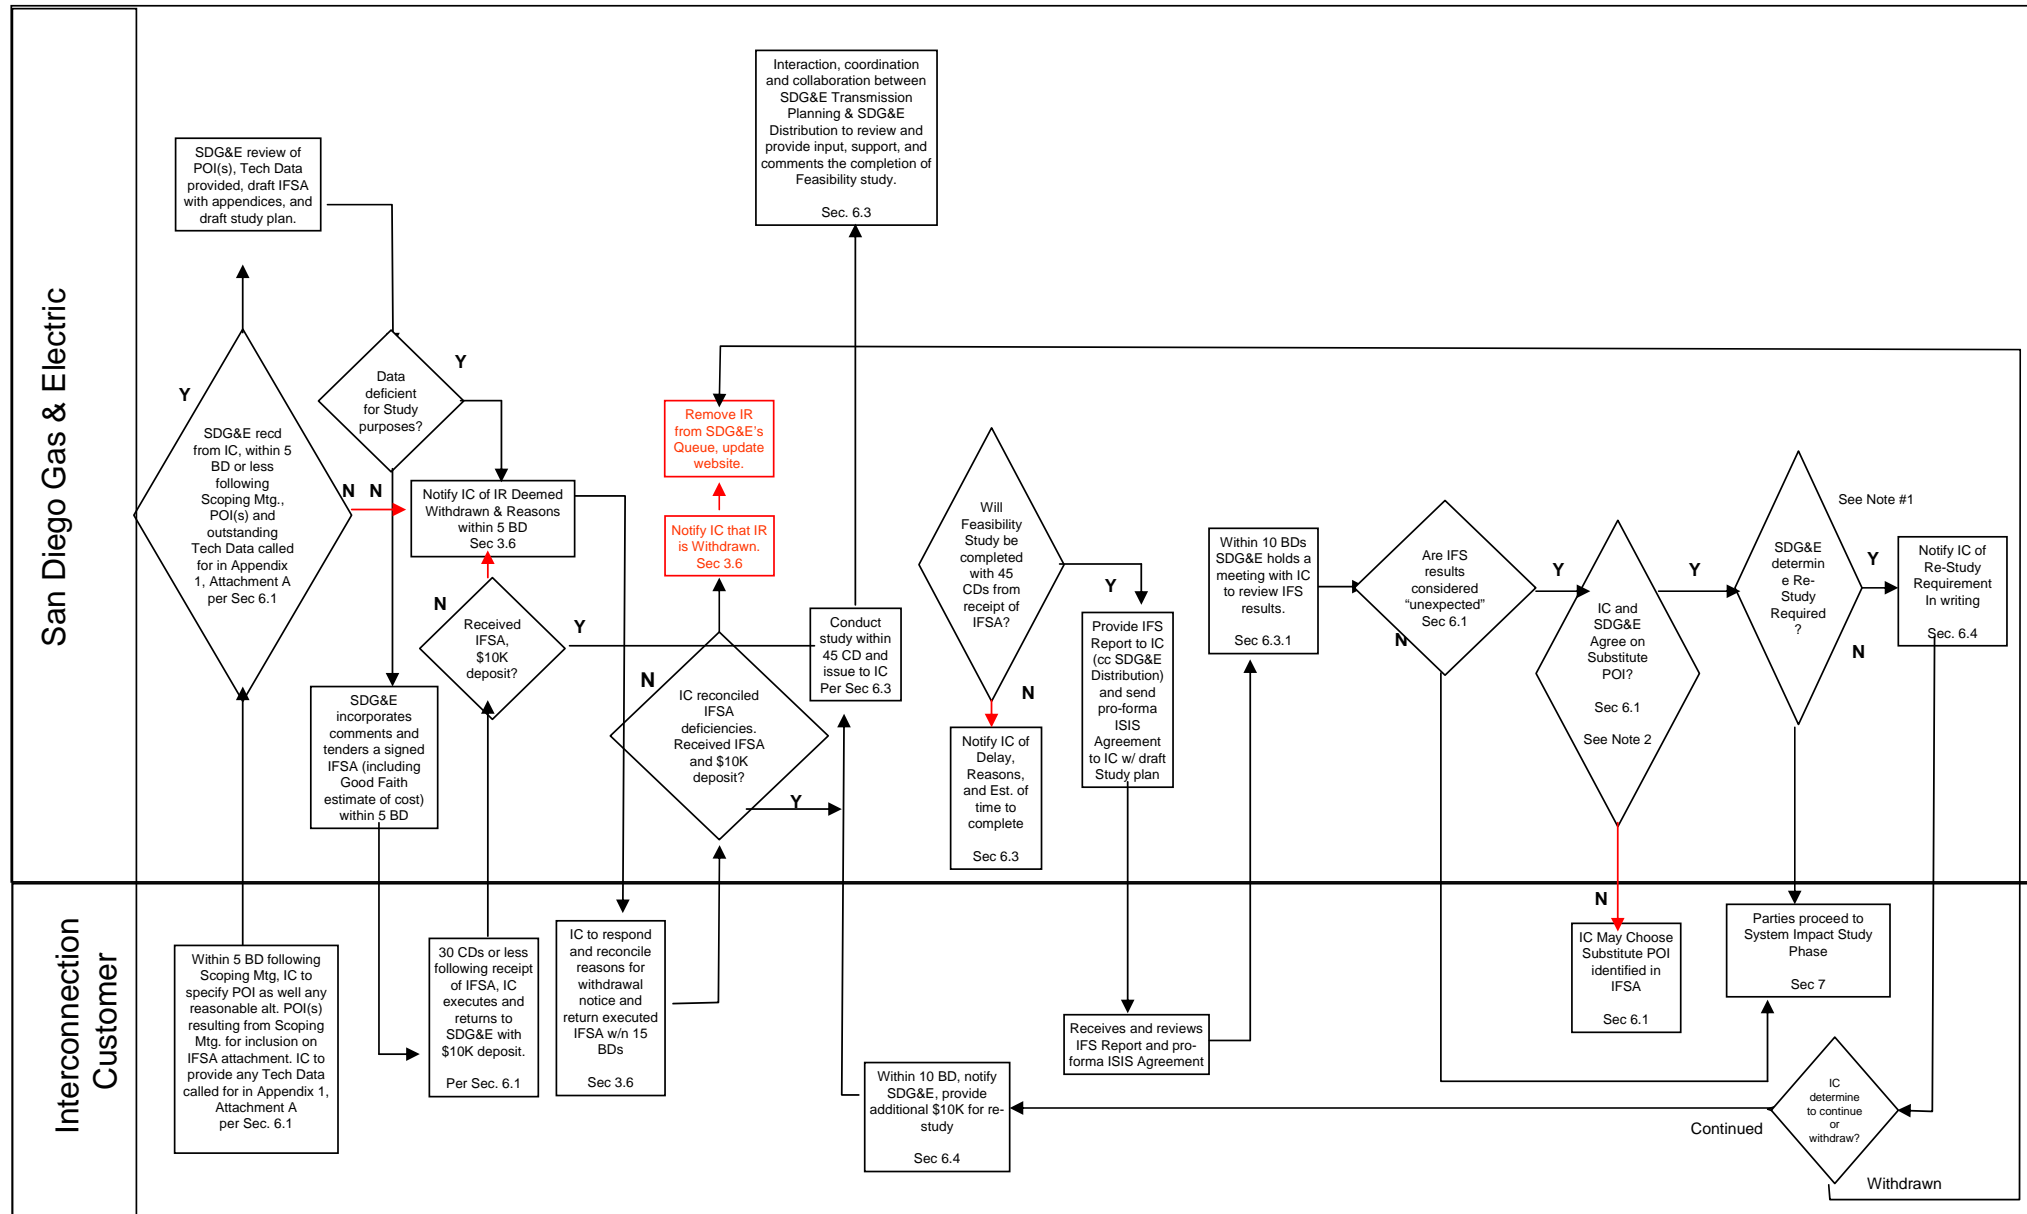 San Diego Gas & Electric
Interconnection
Customer
Interaction, coordination
and collaboration between
SDG&E Transmission
Planning & SDG&E
Distribution to review and
provide input, support, and
comments the completion of
Feasibility study.
Sec. 6.3
SDG&E review of
POI(s), Tech Data
provided, draft IFSA
with appendices, and
draft study plan.
Y
SDG&E recd
from IC, within 5
BD or less
following
Scoping Mtg.,
POI(s) and
outstanding
Tech Data called
for in Appendix
1, Attachment A
per Sec 6.1
N
Data
deficient
for Study
purposes?
Y
N
Notify IC of IR Deemed
Withdrawn & Reasons
within 5 BD
Sec 3.6
N
Received
IFSA,
$10K
deposit?
Y
SDG&E
incorporates
comments and
tenders a signed
IFSA (including
Good Faith
estimate of cost)
within 5 BD
Remove IR
from SDG&E's
Queue, update
website.
Notify IC that IR
is Withdrawn.
Sec 3.6
N
IC reconciled
IFSA
deficiencies.
Received IFSA
and $10K
deposit?
Y
Conduct
study within
45 CD and
issue to IC
Per Sec 6.3
Will
Feasibility
Study be
completed
with 45
CDs from
receipt of
IFSA?
Y
N
Notify IC of
Delay,
Reasons,
and Est. of
time to
complete
Sec 6.3
Provide IFS
Report to IC
(cc SDG&E
Distribution)
and send
pro-forma
ISIS
Agreement
to IC w/ draft
Study plan
Within 10 BDs
SDG&E holds a
meeting with IC
to review IFS
results.
Sec 6.3.1
Are IFS
results
considered
“unexpected”
Sec 6.1
Y
N
IC and
SDG&E
Agree on
Substitute
POI?
Sec 6.1
See Note 2
Y
N
SDG&E
determin
e Re-
Study
Required
?
See Note #1
Y
N
Notify IC of
Re-Study
Requirement
In writing
Sec. 6.4
Within 5 BD following
Scoping Mtg, IC to
specify POI as well any
reasonable alt. POI(s)
resulting from Scoping
Mtg. for inclusion on
IFSA attachment. IC to
provide any Tech Data
called for in Appendix 1,
Attachment A
per Sec. 6.1
30 CDs or less
following receipt
of IFSA, IC
executes and
returns to
SDG&E with
$10K deposit.
Per Sec. 6.1
IC to respond
and reconcile
reasons for
withdrawal
notice and
return executed
IFSA w/n 15
BDs
Sec 3.6
Within 10 BD, notify
SDG&E, provide
additional $10K for re-
study
Sec 6.4
Receives and reviews
IFS Report and pro-
forma ISIS Agreement
IC May Choose
Substitute POI
identified in
IFSA
Sec 6.1
Parties proceed to
System Impact Study
Phase
Sec 7
IC
determine
to continue
or
withdraw?
Continued
Withdrawn